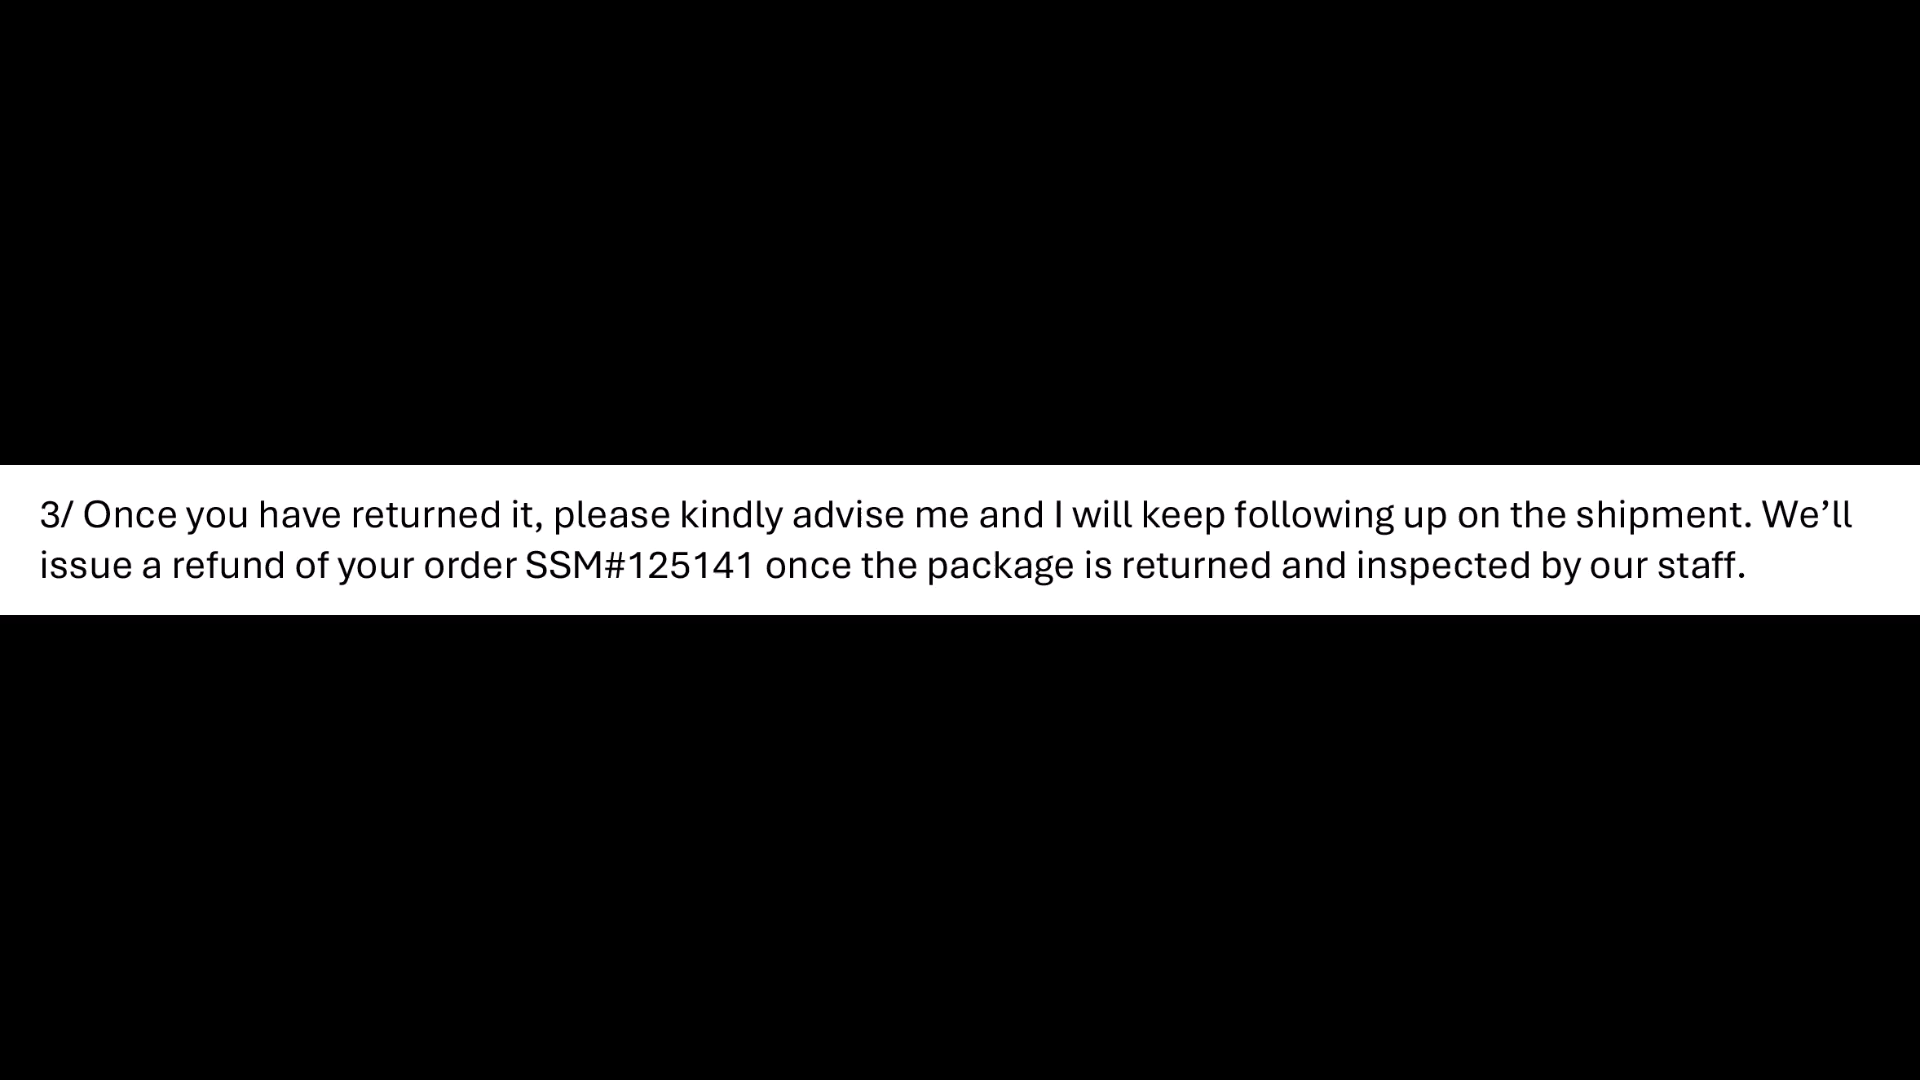 3/ Once you have returned it, please kindly advise me and I will keep following up on the shipment. We’ll
issue a refund of your order SSM#125141 once the package is returned and inspected by our staff.